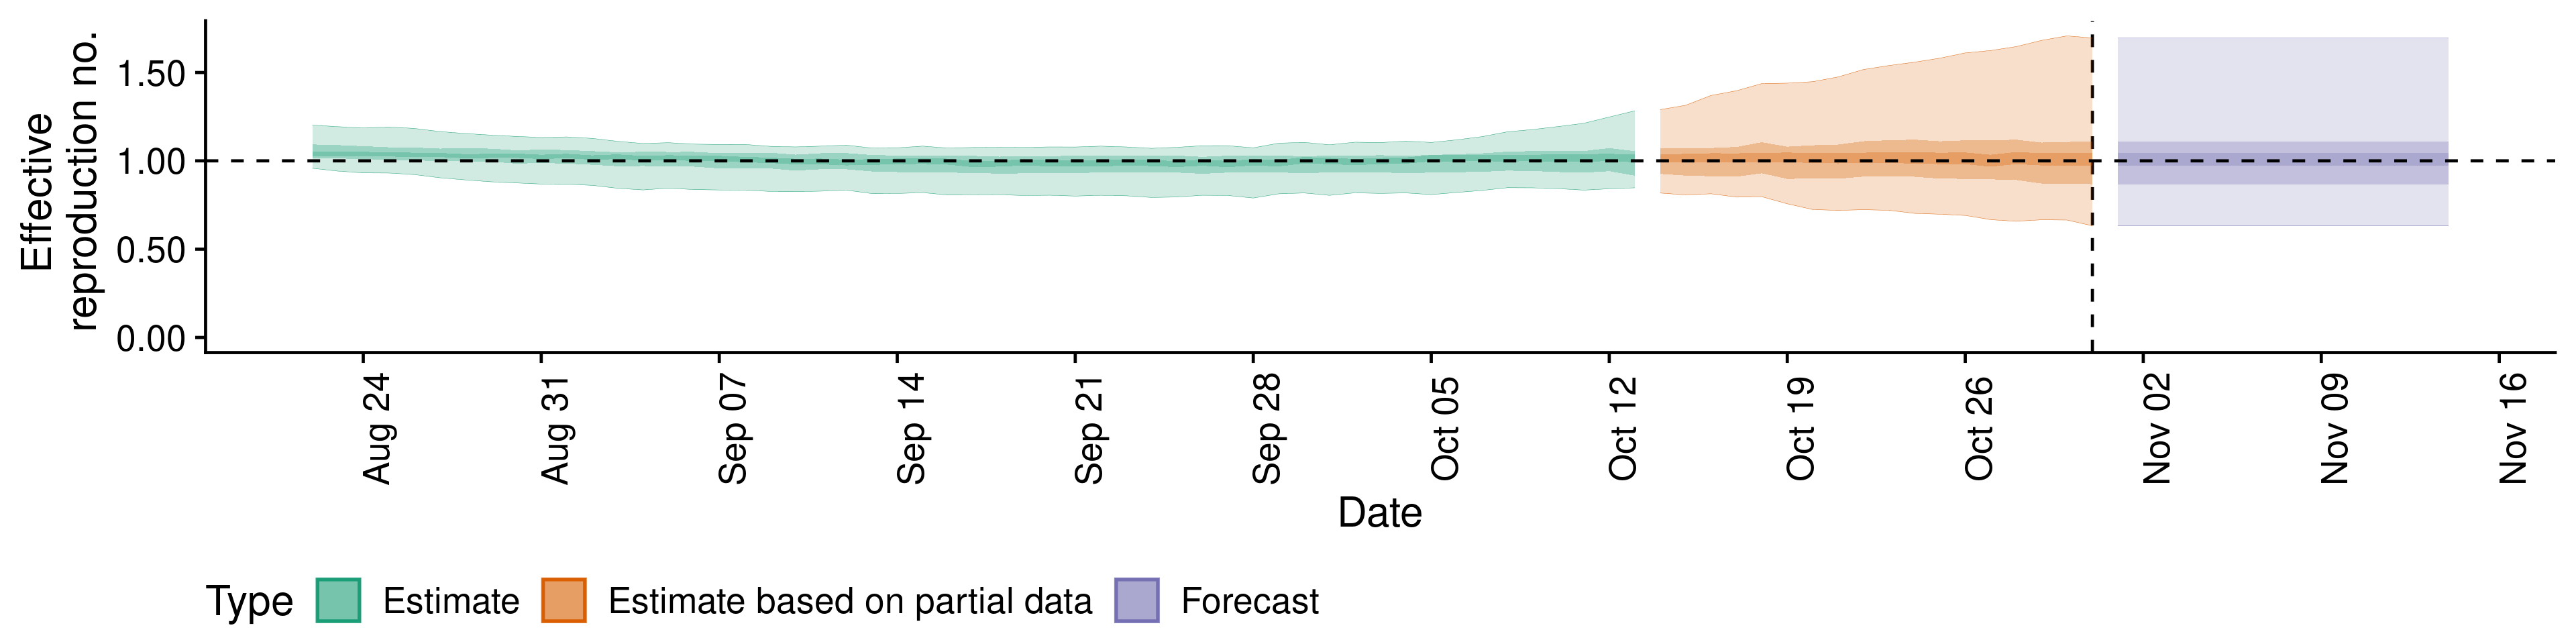 Effective
reproduction no.
1.50
1.00
0.50
0.00
Aug 24
Aug 31
Sep 07
Sep 14
Sep 21
Sep 28
Oct 05
Oct 12
Oct 19
Oct 26
Nov 02
Nov 09
Nov 16
Date
Type Estimate Estimate based on partial data Forecast